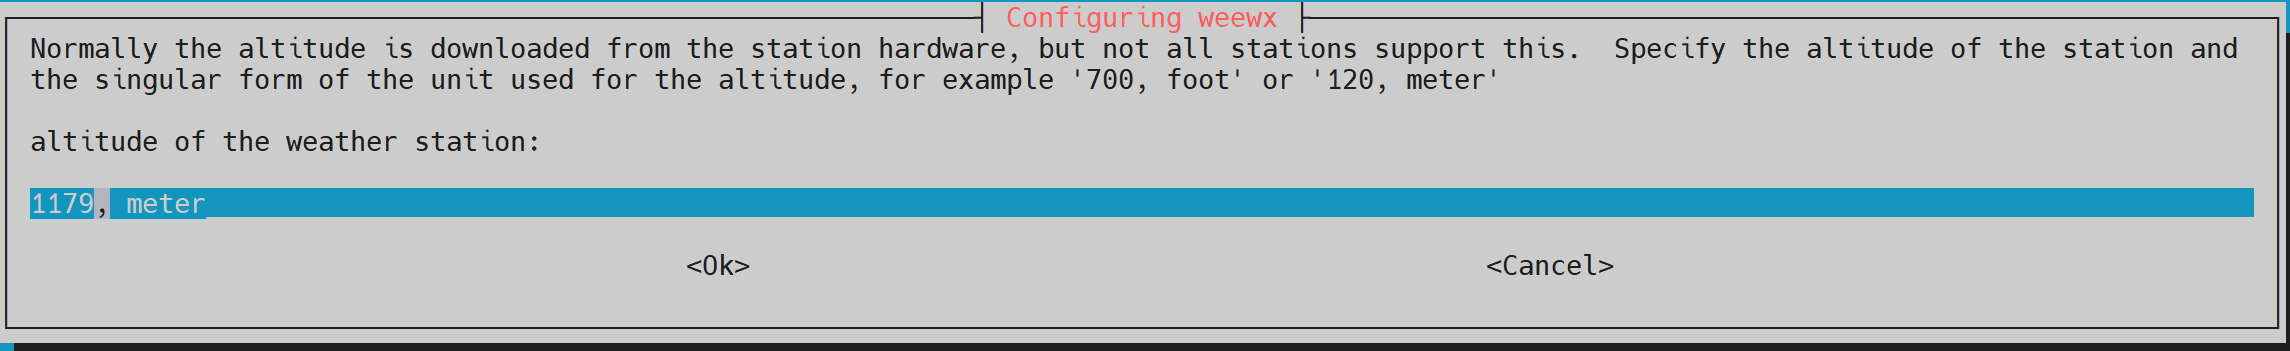 Configuring weewx
Normally the altitude is downloaded from the station hardware, but not all stations support this.  Specify the altitude of the station and
the singular form of the unit used for the altitude, for example '700, foot' or '120, meter'
altitude of the weather station:
1179, meter
<Ok> <Cancel>